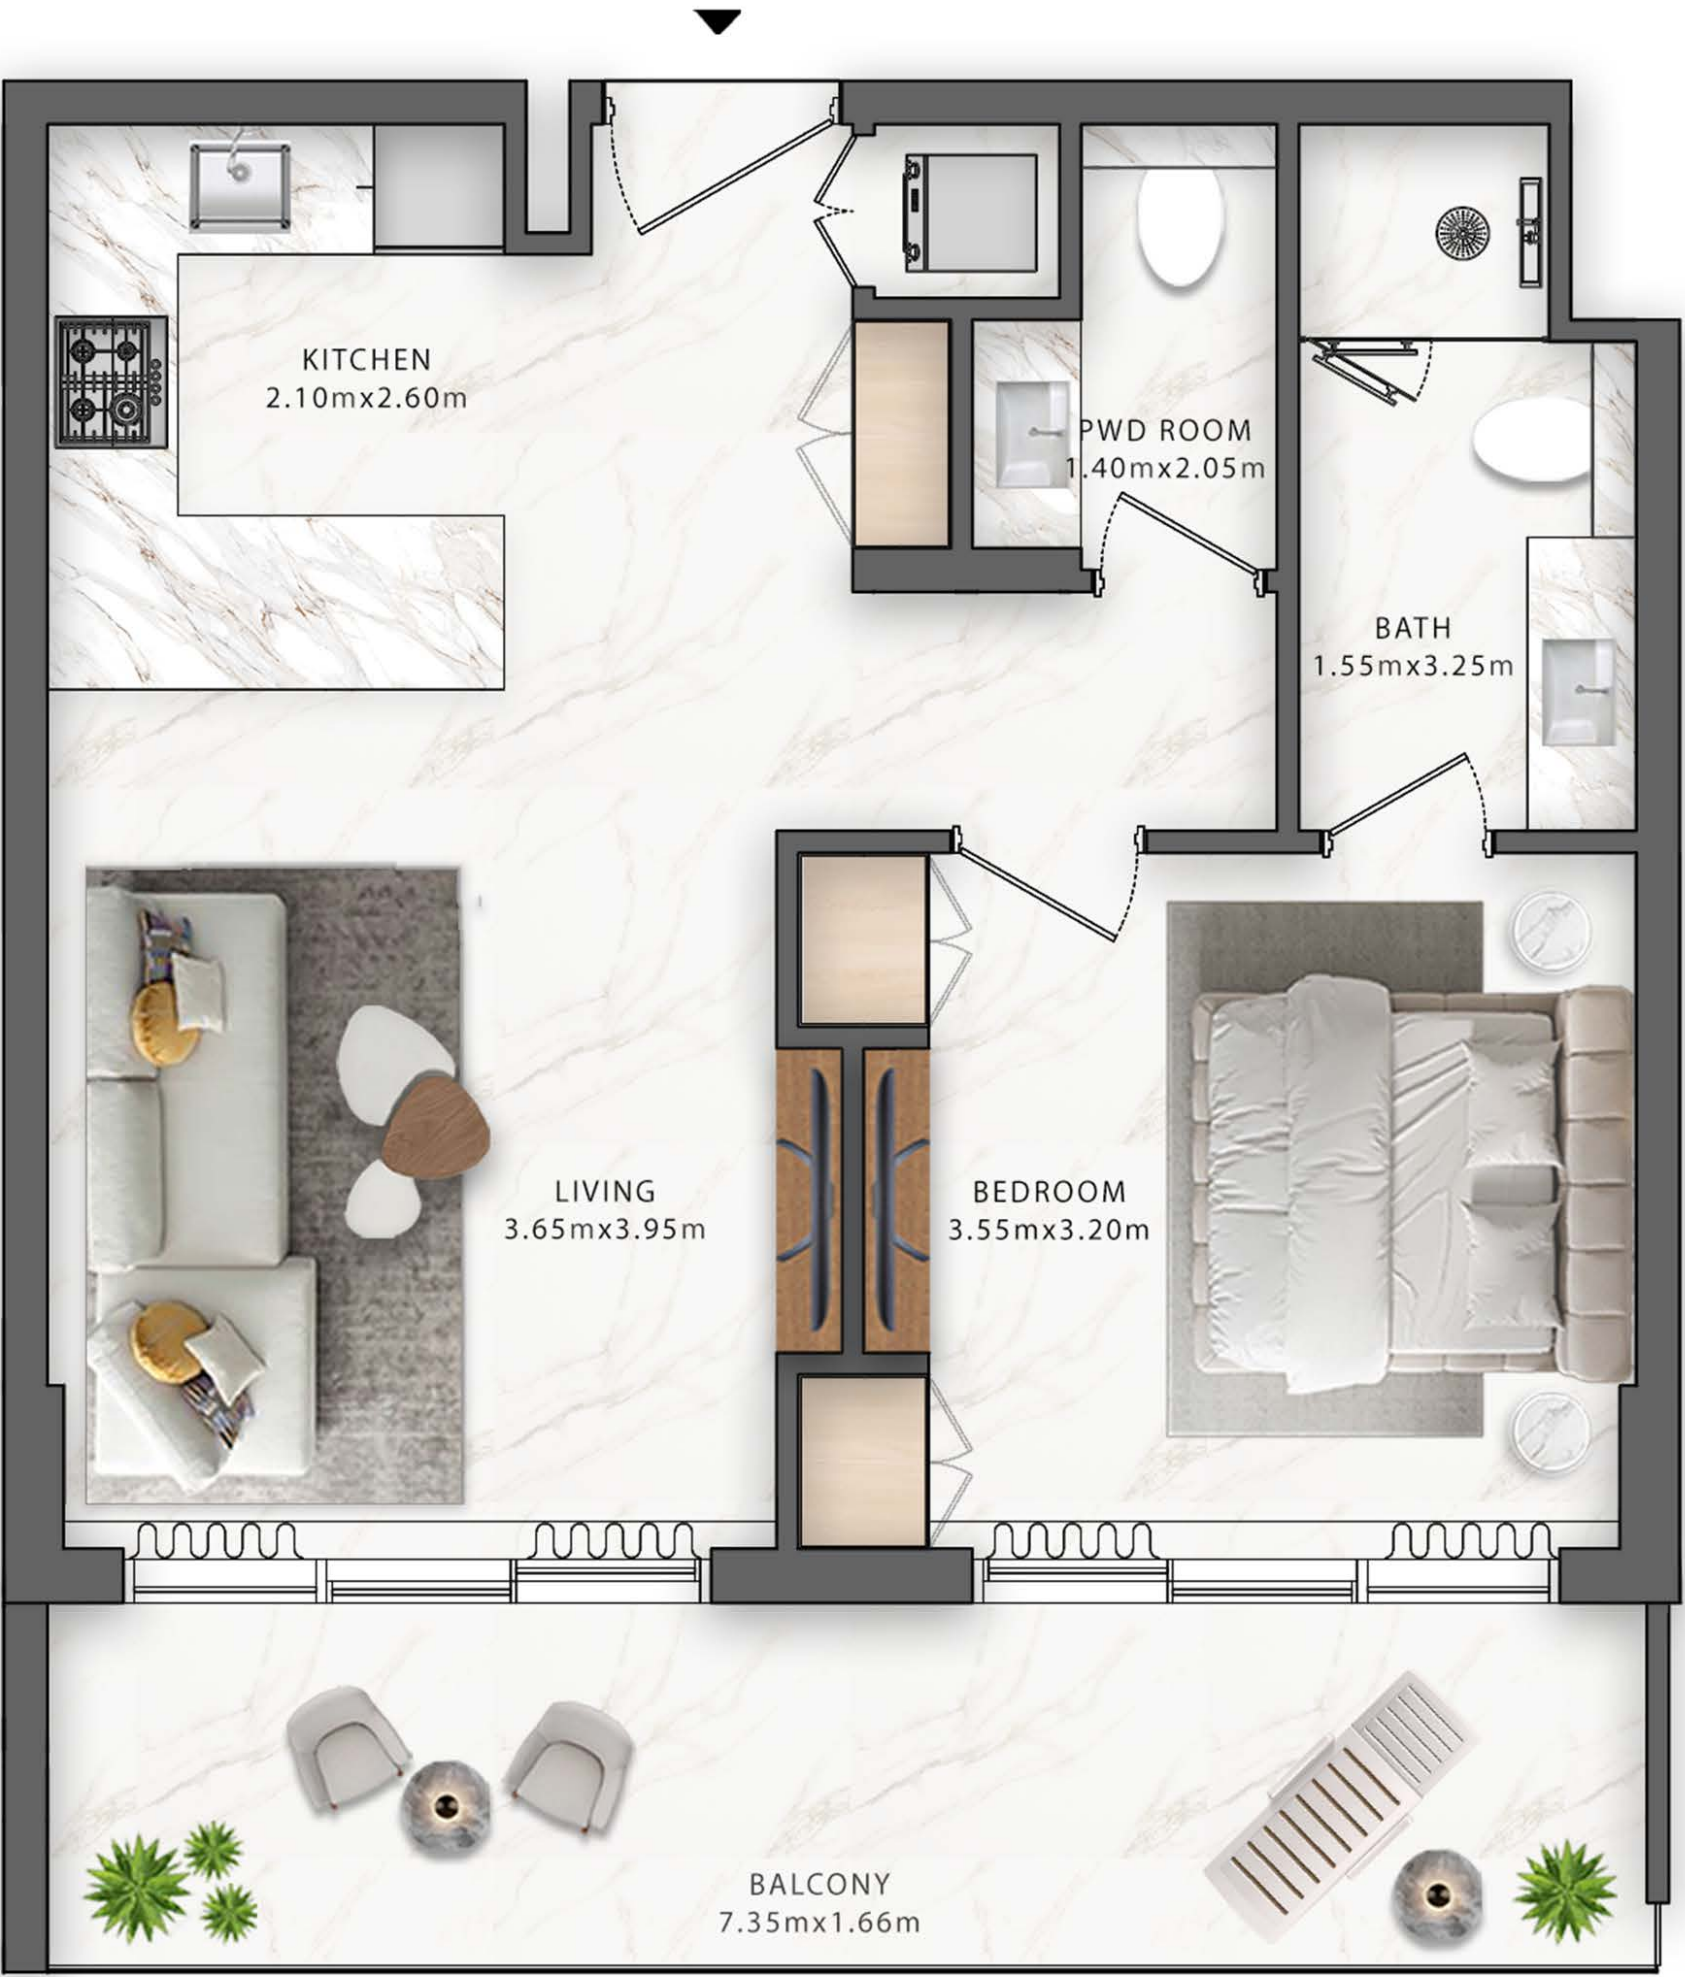 KITCHEN
2.10mx2.60m
PWD ROOM
1.40mx2.05m
BATH
1.55mx3.25m
LIVING
3.65mx3.95m
BEDROOM
3.55mx3.20m
BALCONY
7.35mx1.66m